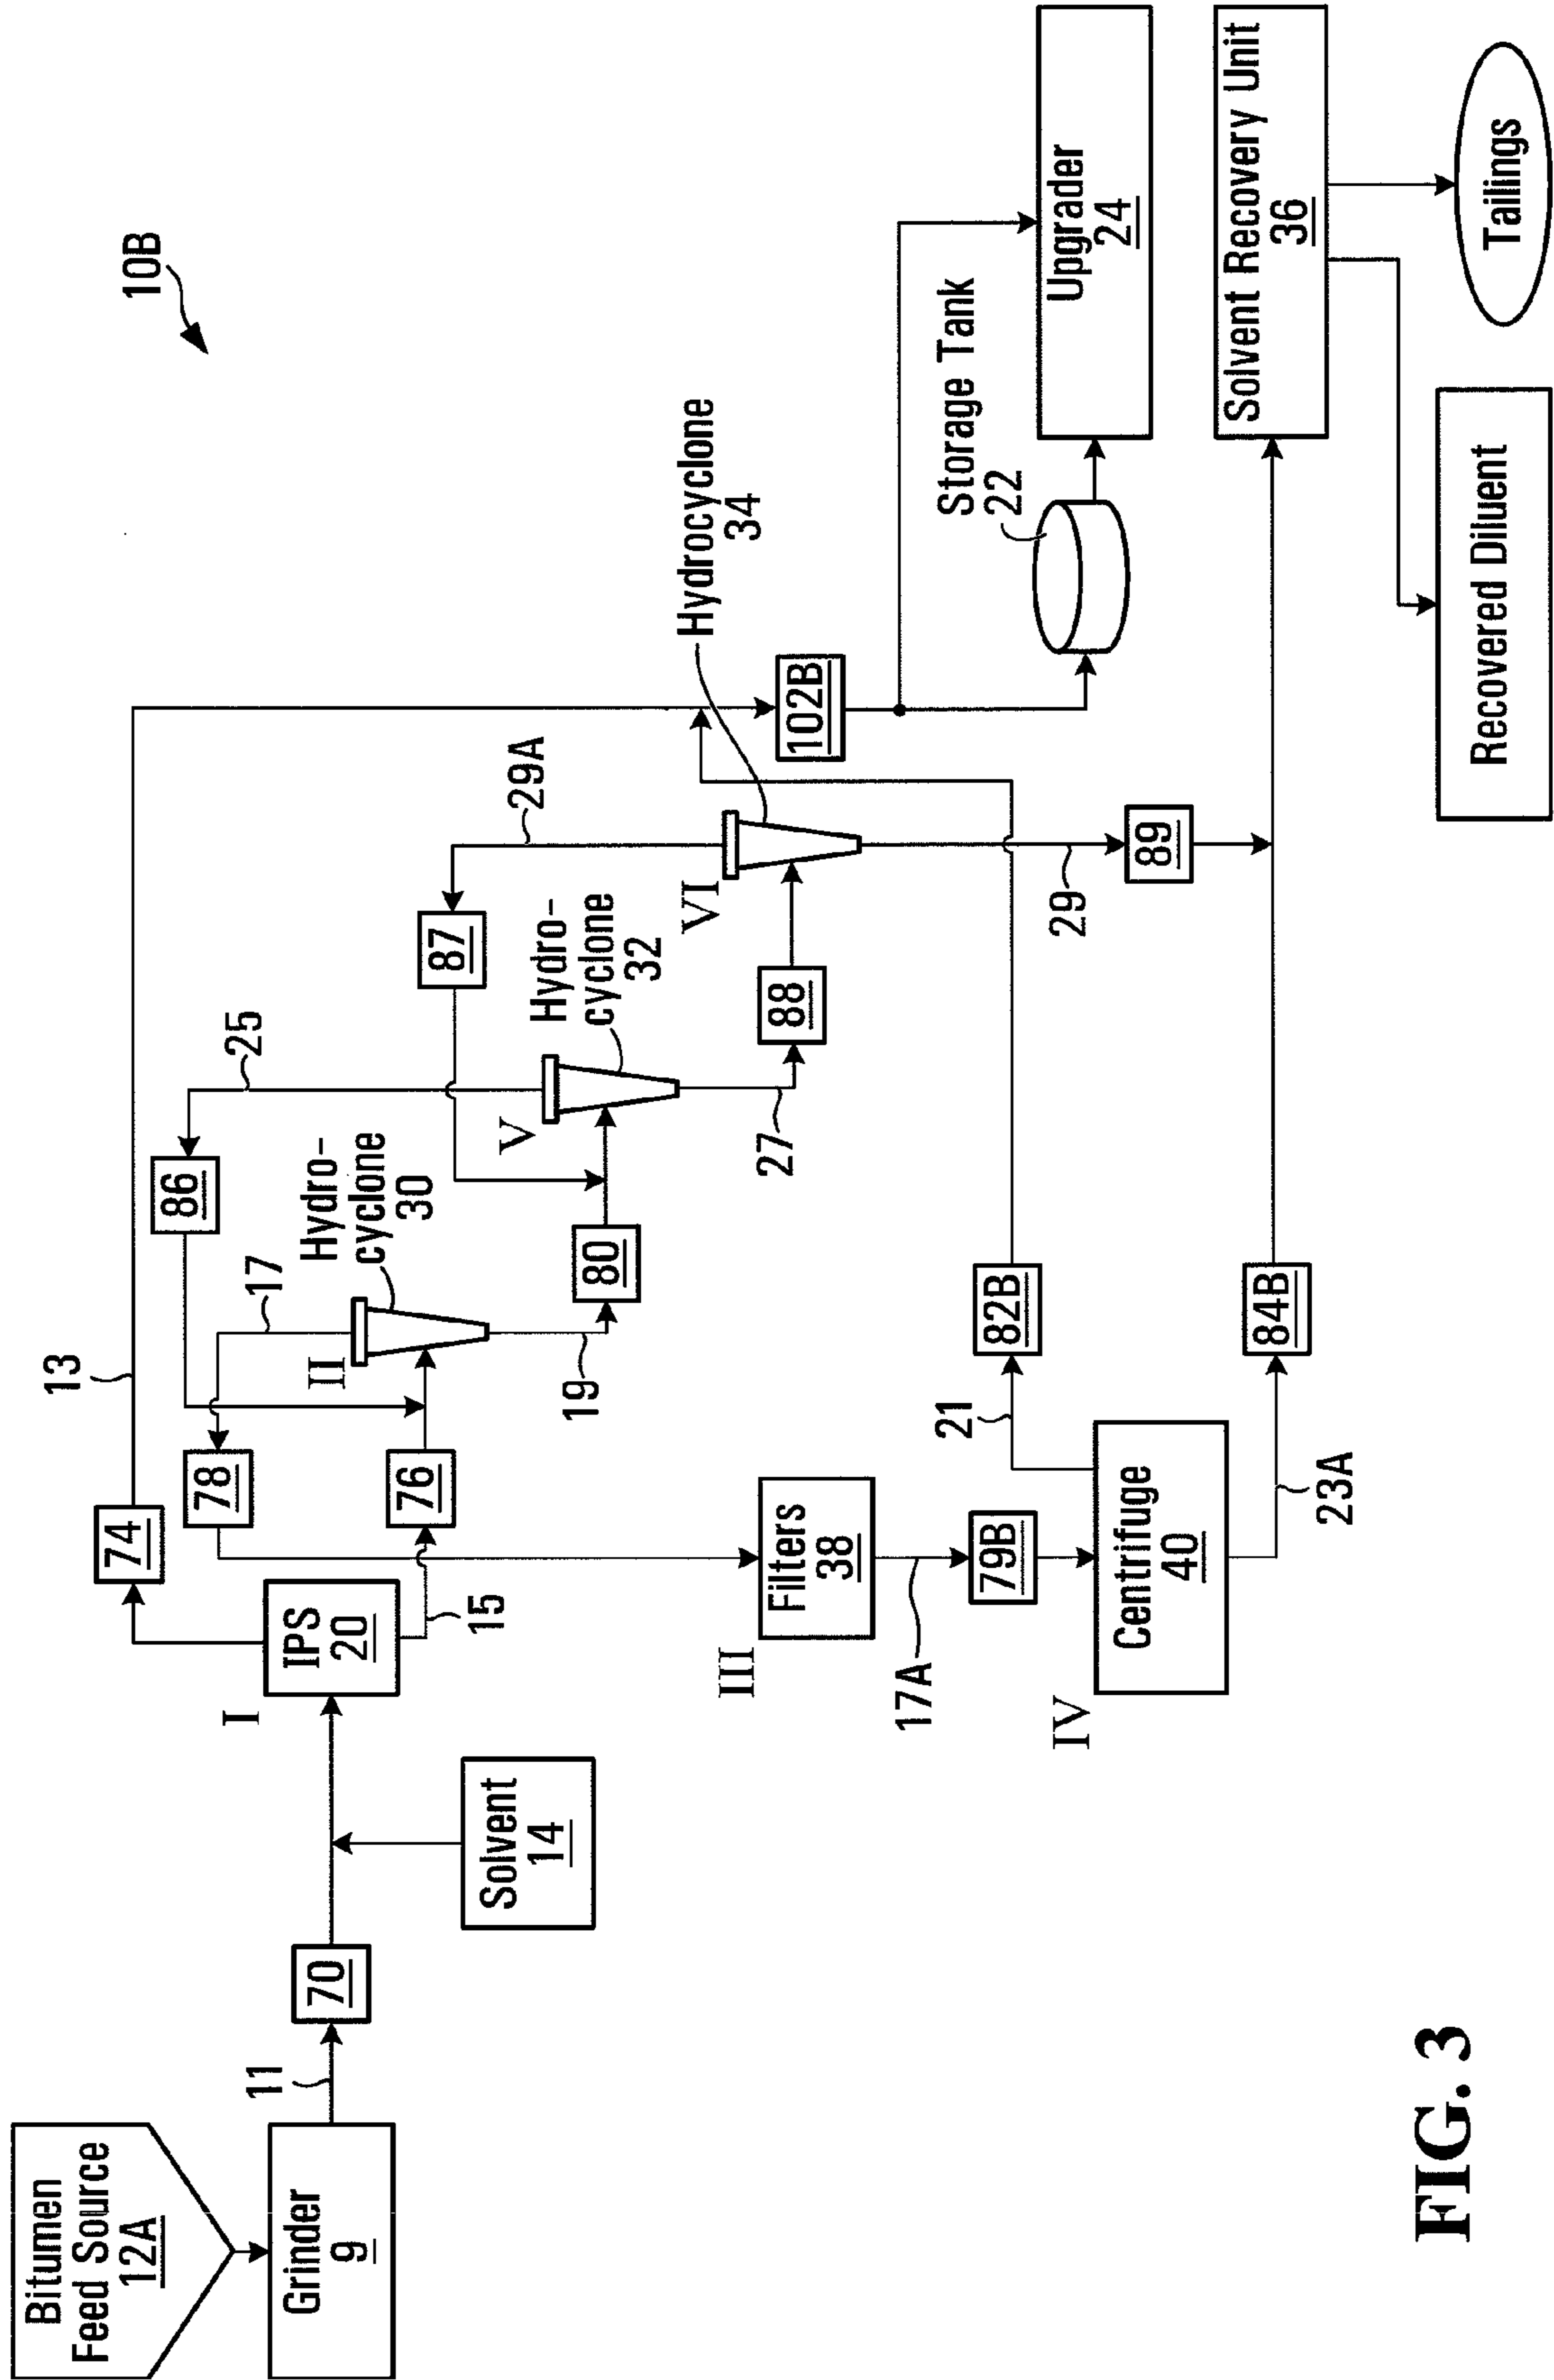 10B
Bitumen
Feed Source
12A
Grinder
9
11
70
Solvent
14
I
IPS
20
74
13
15
76
78
17
II
Hydro-
cyclone
30
19
86
25
80
V
Hydro-
cyclone
32
27
87
29A
88
VI
Hydrocyclone
34
29
89
III
Filters
38
17A
79B
IV
Centrifuge
40
21
82B
23A
84B
102B
Storage Tank
22
Upgrader
24
Solvent Recovery Unit
36
Recovered Diluent
Tailings
FIG. 3